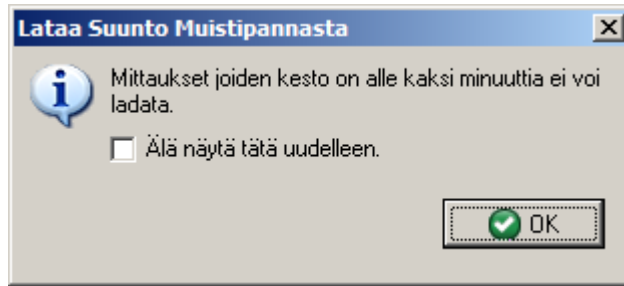 Lataa Suunto Muistipannasta
Mittaukset joiden kesto on alle kaksi minuuttia ei voi
ladata.
Älä näytä tätä uudelleen.
OK